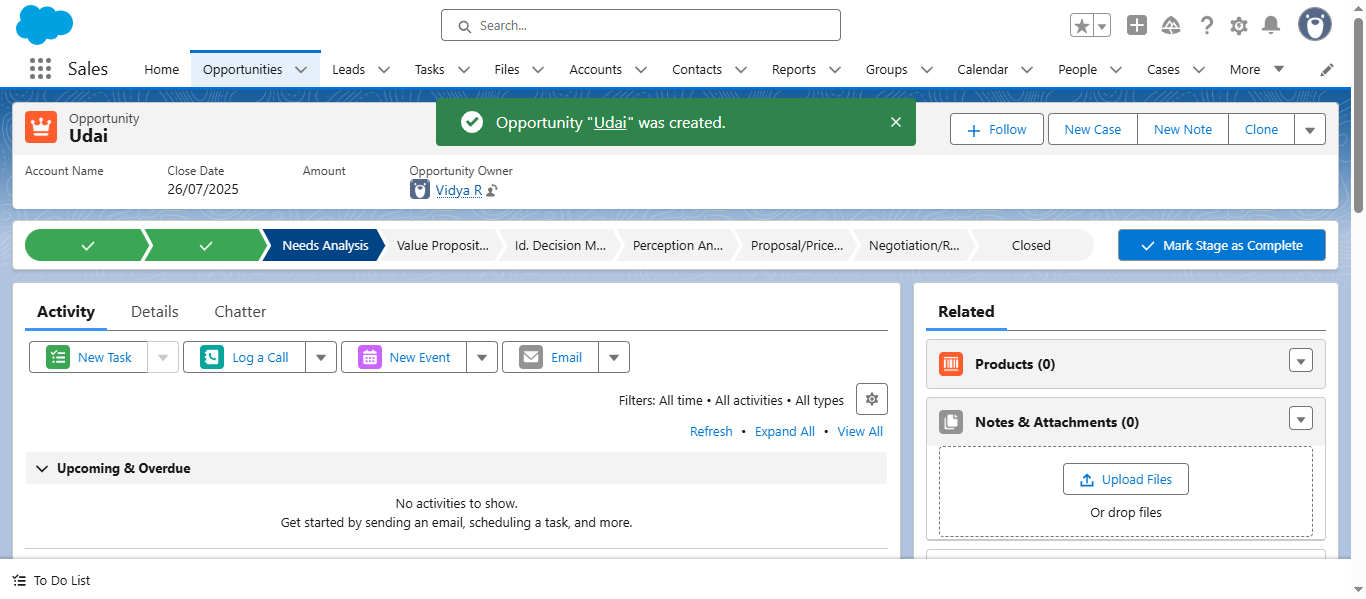 Search...
Sales
Home
Opportunities
Leads
Tasks
Files
Accounts
Contacts
Reports
Groups
Calendar
People
Cases
More
Opportunity
Udai
Opportunity "Udai" was created.
Follow
New Case
New Note
Clone
Account Name
Close Date
26/07/2025
Amount
Opportunity Owner
Vidya R
Needs Analysis
Value Proposit...
Id. Decision M...
Perception An...
Proposal/Price...
Negotiation/R...
Closed
Mark Stage as Complete
Activity
Details
Chatter
New Task
Log a Call
New Event
Email
Filters: All time • All activities • All types
Refresh • Expand All • View All
Upcoming & Overdue
No activities to show.
Get started by sending an email, scheduling a task, and more.
Related
Products (0)
Notes & Attachments (0)
Upload Files
Or drop files
To Do List